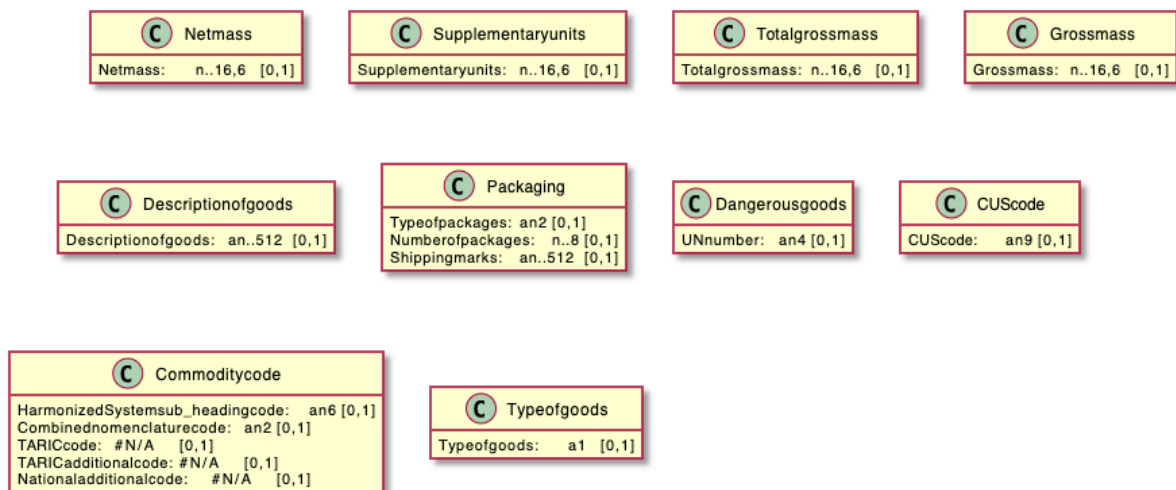 C Netmass
Netmass: n..16,6 [0,1]
C Supplementaryunits
Supplementaryunits: n..16,6 [0,1]
C Totalgrossmass
Totalgrossmass: n..16,6 [0,1]
C Grossmass
Grossmass: n..16,6 [0,1]
C Descriptionofgoods
Descriptionofgoods: an..512 [0,1]
C Packaging
Typeofpackages: an2 [0,1]
Numberofpackages: n..8 [0,1]
Shippingmarks: an..512 [0,1]
C Dangerousgoods
UNnumber: an4 [0,1]
C CUScode
CUScode: an9 [0,1]
C Commoditycode
HarmonizedSystemsub_headingcode: an6 [0,1]
Combinednomenclaturecode: an2 [0,1]
TARICcode: #N/A [0,1]
TARICadditionalcode: #N/A [0,1]
Nationaladditionalcode: #N/A [0,1]
C Typeofgoods
Typeofgoods: a1 [0,1]